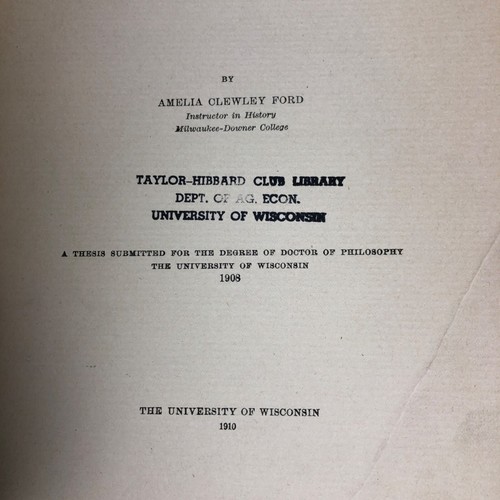 BY
AMELIA CLEWLEY FORD
Instructor in History
Milwaukee-Downer College
TAYLOR-HIBBARD CLUB LIBRARY
DEPT. OF AG. ECON.
UNIVERSITY OF WISCONSIN
A THESIS SUBMITTED FOR THE DEGREE OF DOCTOR OF PHILOSOPHY
THE UNIVERSITY OF WISCONSIN
1908
THE UNIVERSITY OF WISCONSIN
1910